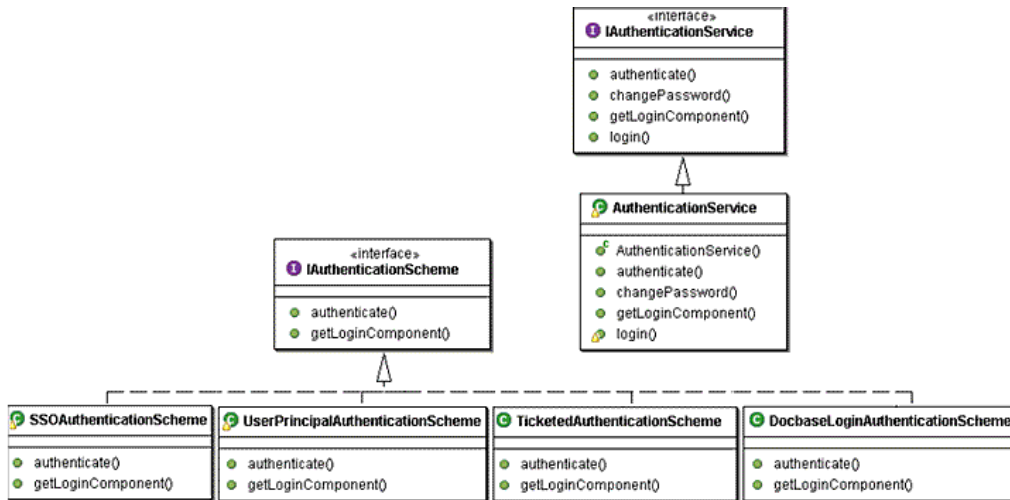 «interface»
I IAuthenticationService
authenticate()
changePassword()
getLoginComponent()
login()
C AuthenticationService
C AuthenticationService()
authenticate()
changePassword()
getLoginComponent()
login()
«interface»
I IAuthenticationScheme
authenticate()
getLoginComponent()
C SSOAuthenticationScheme
authenticate()
getLoginComponent()
C UserPrincipalAuthenticationScheme
authenticate()
getLoginComponent()
C TicketedAuthenticationScheme
authenticate()
getLoginComponent()
C DocbaseLoginAuthenticationScheme
authenticate()
getLoginComponent()